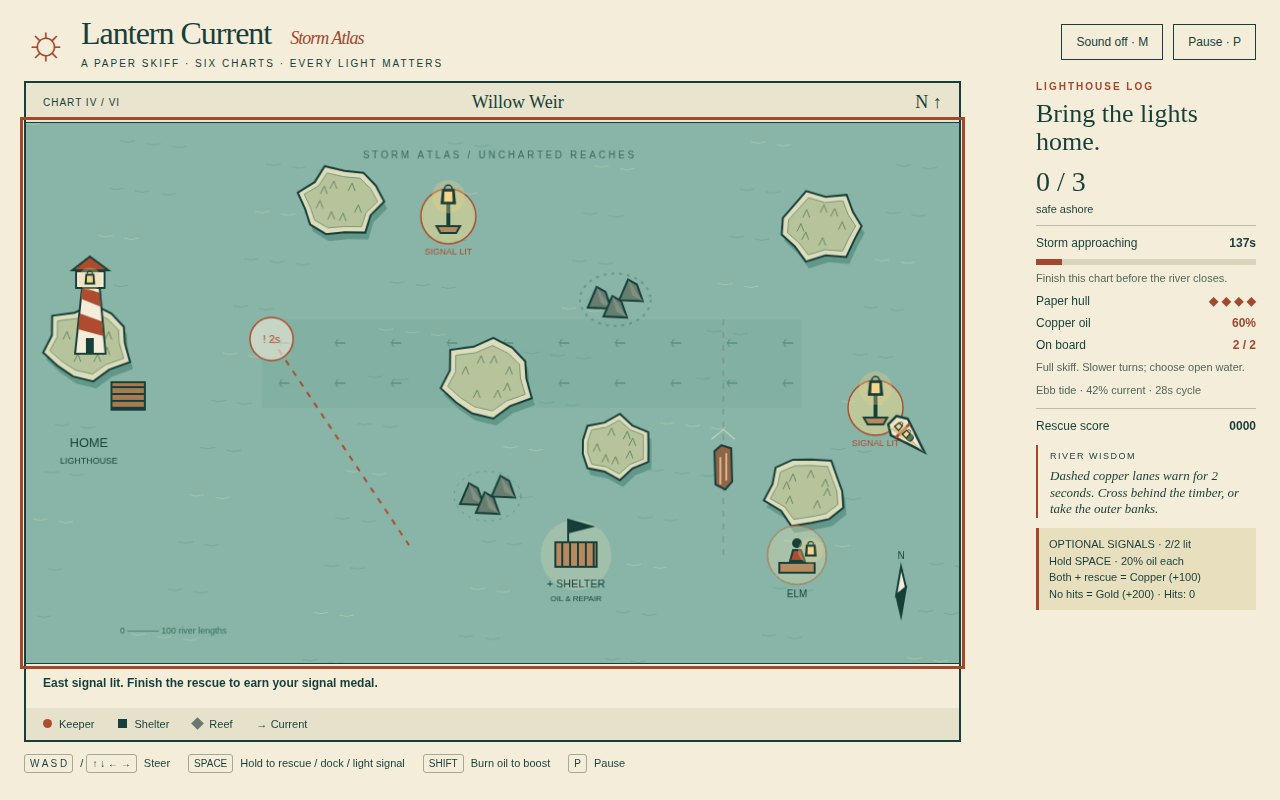 Lantern Current Storm Atlas
A PAPER SKIFF · SIX CHARTS · EVERY LIGHT MATTERS
Sound off · M
Pause · P
CHART IV / VI
Willow Weir
N ↑
STORM ATLAS / UNCHARTED REACHES
SIGNAL LIT
! 2s
HOME
LIGHTHOUSE
SIGNAL LIT
+ SHELTER
OIL & REPAIR
ELM
N
0 ——— 100 river lengths
East signal lit. Finish the rescue to earn your signal medal.
Keeper
Shelter
Reef
→ Current
W A S D / ↑ ↓ ← → Steer
SPACE Hold to rescue / dock / light signal
SHIFT Burn oil to boost
P Pause
LIGHTHOUSE LOG
Bring the lights
home.
0 / 3
safe ashore
Storm approaching 137s
Finish this chart before the river closes.
Paper hull ◆◆◆◆
Copper oil 60%
On board 2 / 2
Full skiff. Slower turns; choose open water.
Ebb tide · 42% current · 28s cycle
Rescue score 0000
RIVER WISDOM
Dashed copper lanes warn for 2
seconds. Cross behind the timber, or
take the outer banks.
OPTIONAL SIGNALS · 2/2 lit
Hold SPACE · 20% oil each
Both + rescue = Copper (+100)
No hits = Gold (+200) · Hits: 0